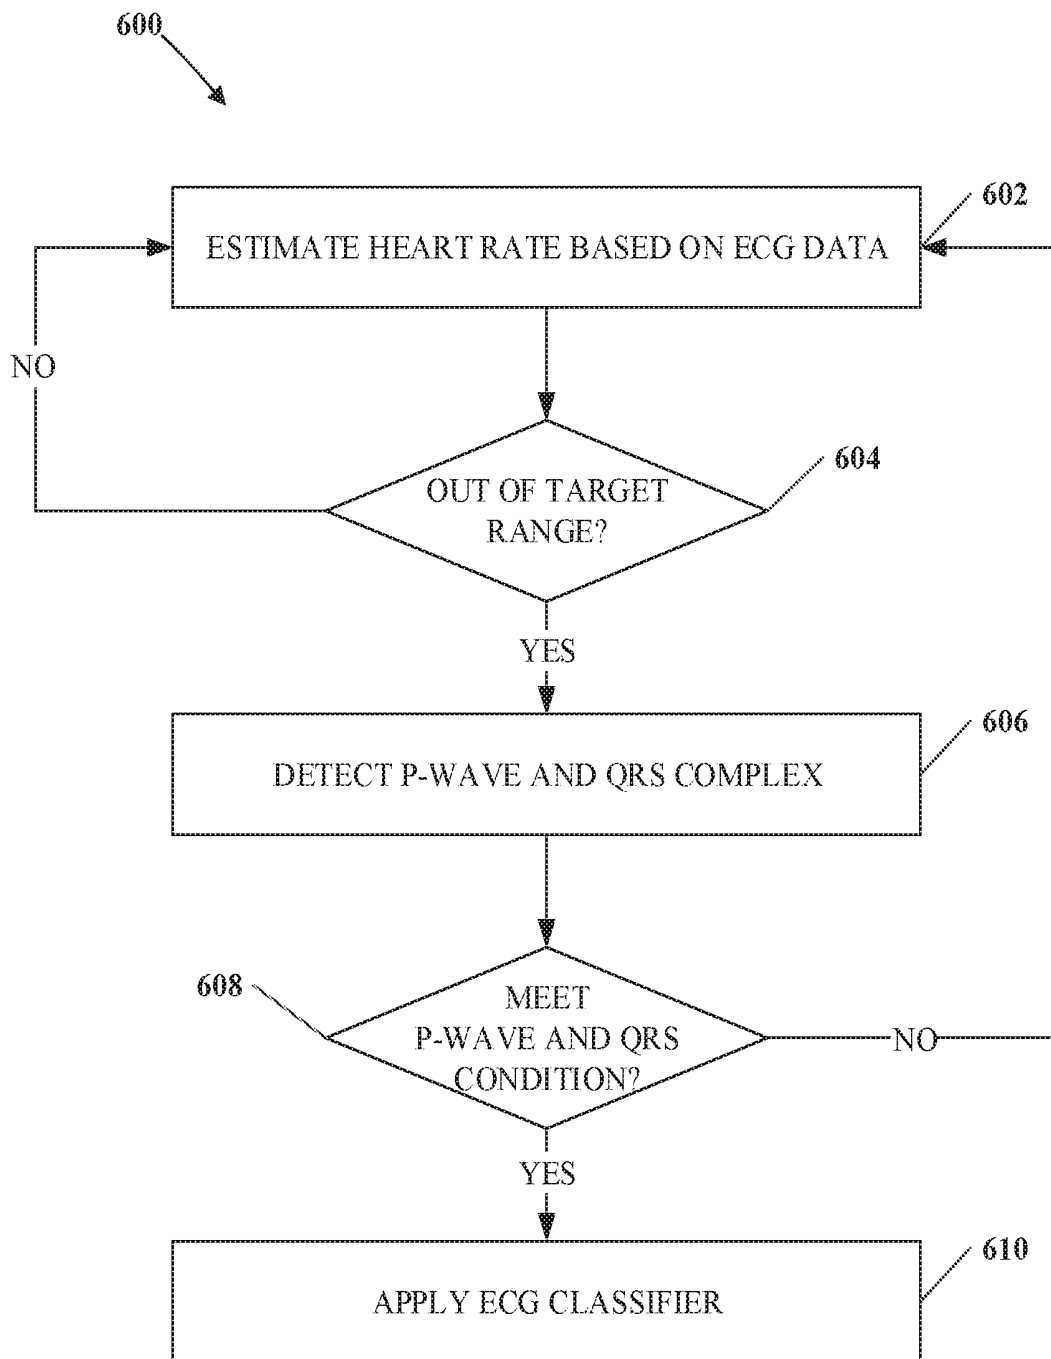 600
602
ESTIMATE HEART RATE BASED ON ECG DATA
NO
604
OUT OF TARGET
RANGE?
YES
606
DETECT P-WAVE AND QRS COMPLEX
608
MEET
P-WAVE AND QRS
CONDITION?
NO
YES
610
APPLY ECG CLASSIFIER